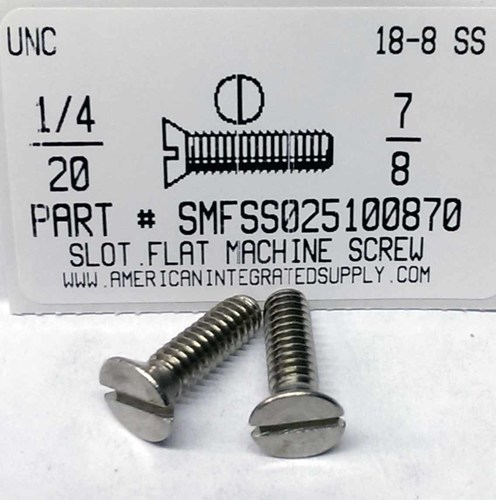 UNC 18-8 SS
1/4 7
20 8
PART # SMFSS025100870
SLOT FLAT MACHINE SCREW
WWW.AMERICANINTEGRATEDSUPPLY.COM